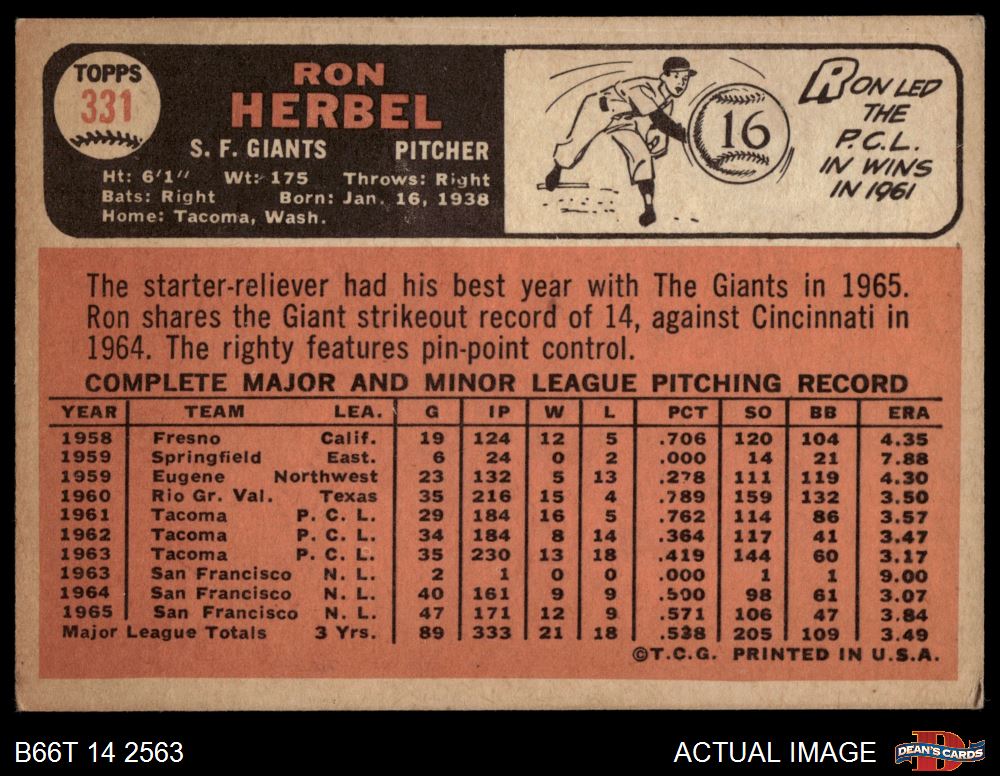 TOPPS
331
RON
HERBEL
S. F. GIANTS PITCHER
Ht: 6'1" Wt: 175 Throws: Right
Bats: Right Born: Jan. 16, 1938
Home: Tacoma, Wash.
16
RON LED
THE
P.C.L.
IN WINS
IN 1961
The starter-reliever had his best year with The Giants in 1965.
Ron shares the Giant strikeout record of 14, against Cincinnati in
1964. The righty features pin-point control.
COMPLETE MAJOR AND MINOR LEAGUE PITCHING RECORD
YEAR TEAM LEA. G IP W L PCT SO BB ERA
1958 Fresno Calif. 19 124 12 5 .706 120 104 4.35
1959 Springfield East. 6 24 0 2 .000 14 21 7.88
1959 Eugene Northwest 23 132 5 13 .278 111 119 4.30
1960 Rio Gr. Val. Texas 35 216 15 4 .789 159 132 3.50
1961 Tacoma P. C. L. 29 184 16 5 .762 114 86 3.57
1962 Tacoma P. C. L. 34 184 8 14 .364 117 41 3.47
1963 Tacoma P. C. L. 35 230 13 18 .419 144 60 3.17
1963 San Francisco N. L. 2 1 0 0 .000 1 1 9.00
1964 San Francisco N. L. 40 161 9 9 .500 98 61 3.07
1965 San Francisco N. L. 47 171 12 9 .571 106 47 3.84
Major League Totals 3 Yrs. 89 333 21 18 .538 205 109 3.49
©T.C.G. PRINTED IN U.S.A.
B66T 14 2563 ACTUAL IMAGE DEAN'S CARDS